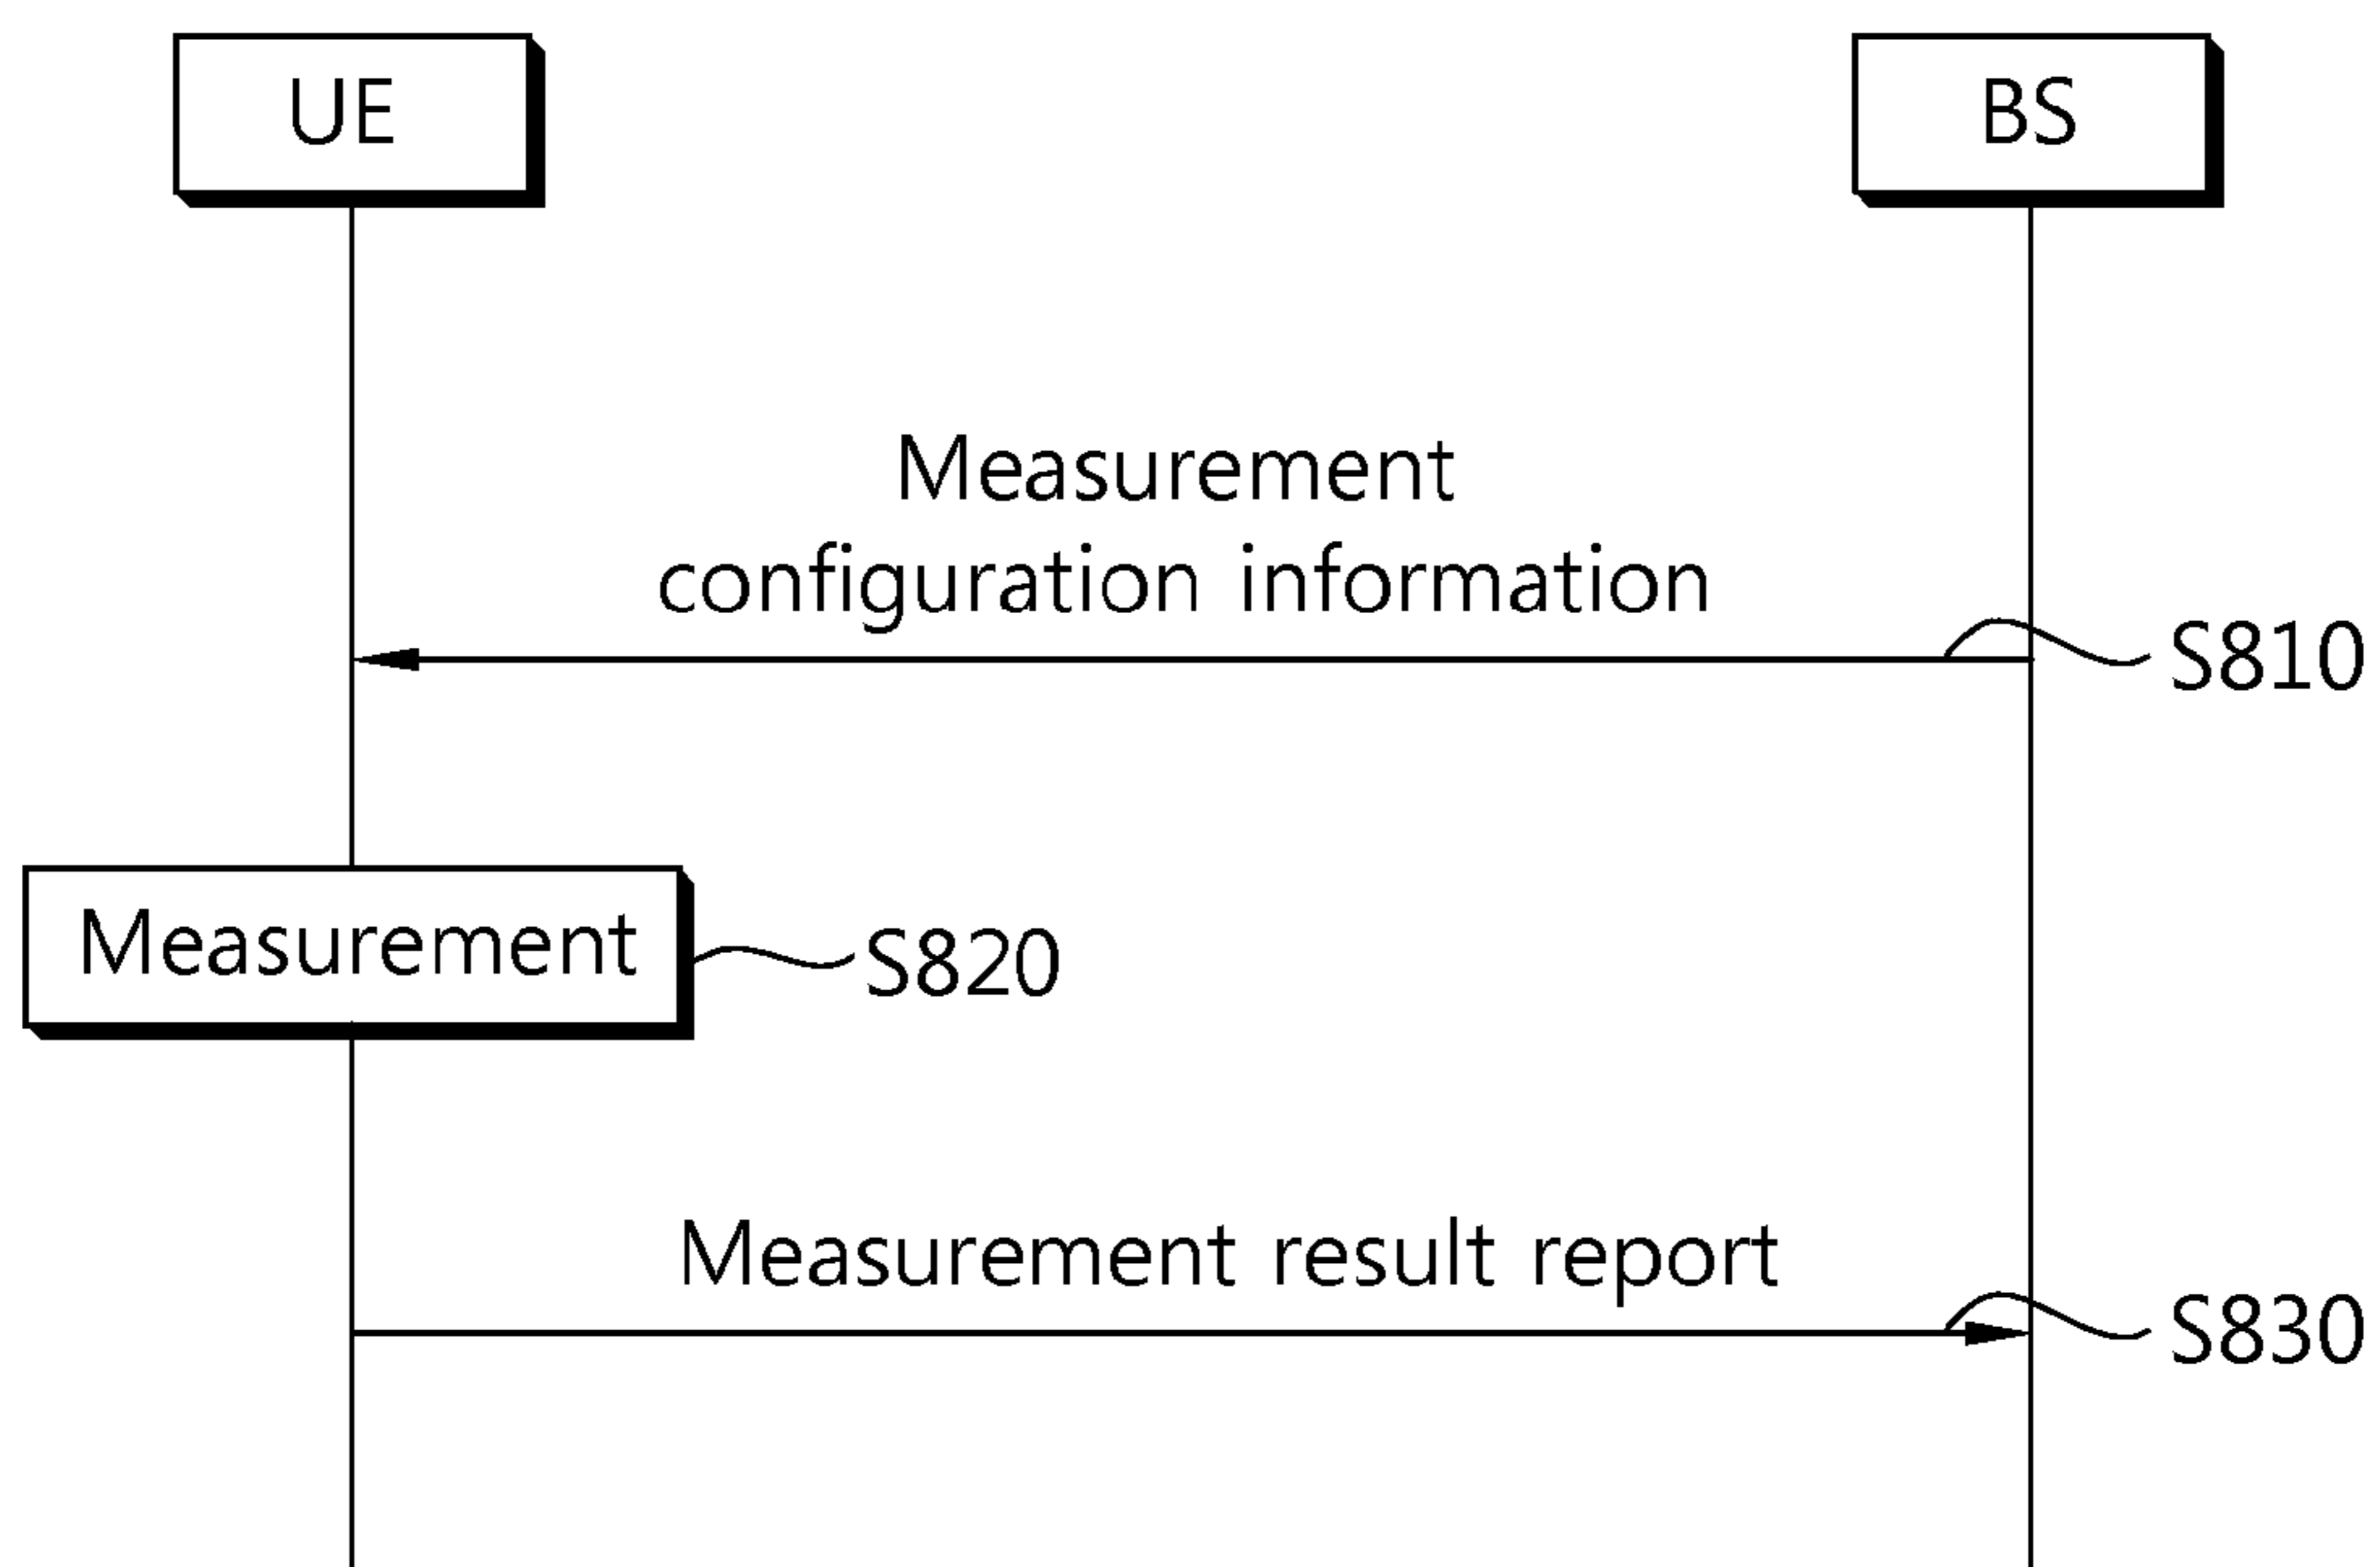 UE
BS
Measurement
configuration information
S810
Measurement
S820
Measurement result report
S830